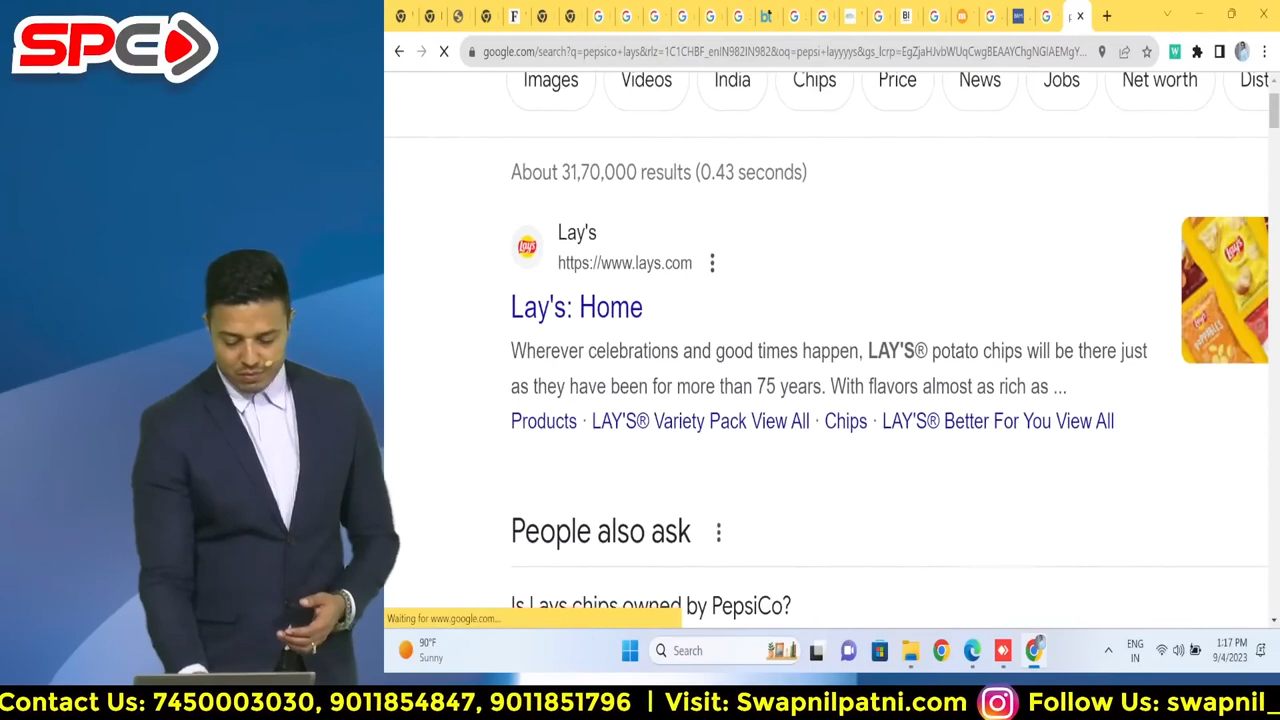 SPC
google.com/search?q=pepsico+lays&rlz=1C1CHBF_enIN982IN982&oq=pepsi+layyyys&gs_lcrp=EgZjaHJvbWUqCwgBEAAYChgNGIAEMgY...
Images Videos India Chips Price News Jobs Net worth Dist
About 31,70,000 results (0.43 seconds)
Lay's
https://www.lays.com
Lay's: Home
Wherever celebrations and good times happen, LAY'S® potato chips will be there just
as they have been for more than 75 years. With flavors almost as rich as ...
Products · LAY'S® Variety Pack View All · Chips · LAY'S® Better For You View All
People also ask
Is Lays chips owned by PepsiCo?
Waiting for www.google.com...
90°F
Sunny
Search
ENG
IN
1:17 PM
9/4/2023
Contact Us: 7450003030, 9011854847, 9011851796 | Visit: Swapnilpatni.com Follow Us: swapnil_